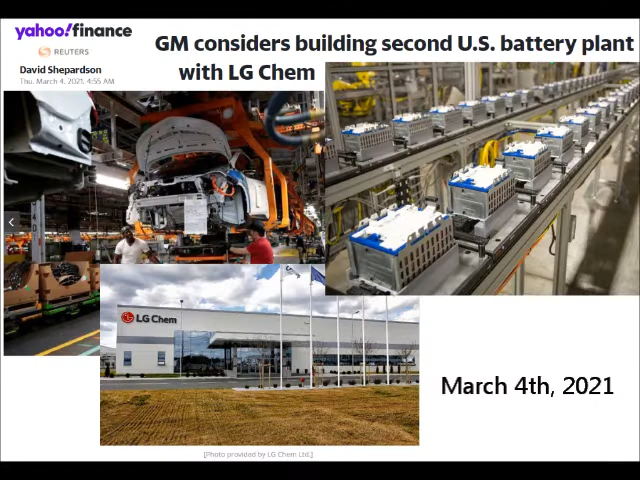 yahoo!finance
REUTERS
GM considers building second U.S. battery plant
with LG Chem
David Shepardson
Thu, March 4, 2021, 4:55 AM
LG Chem
March 4th, 2021
[Photo provided by LG Chem Ltd.]